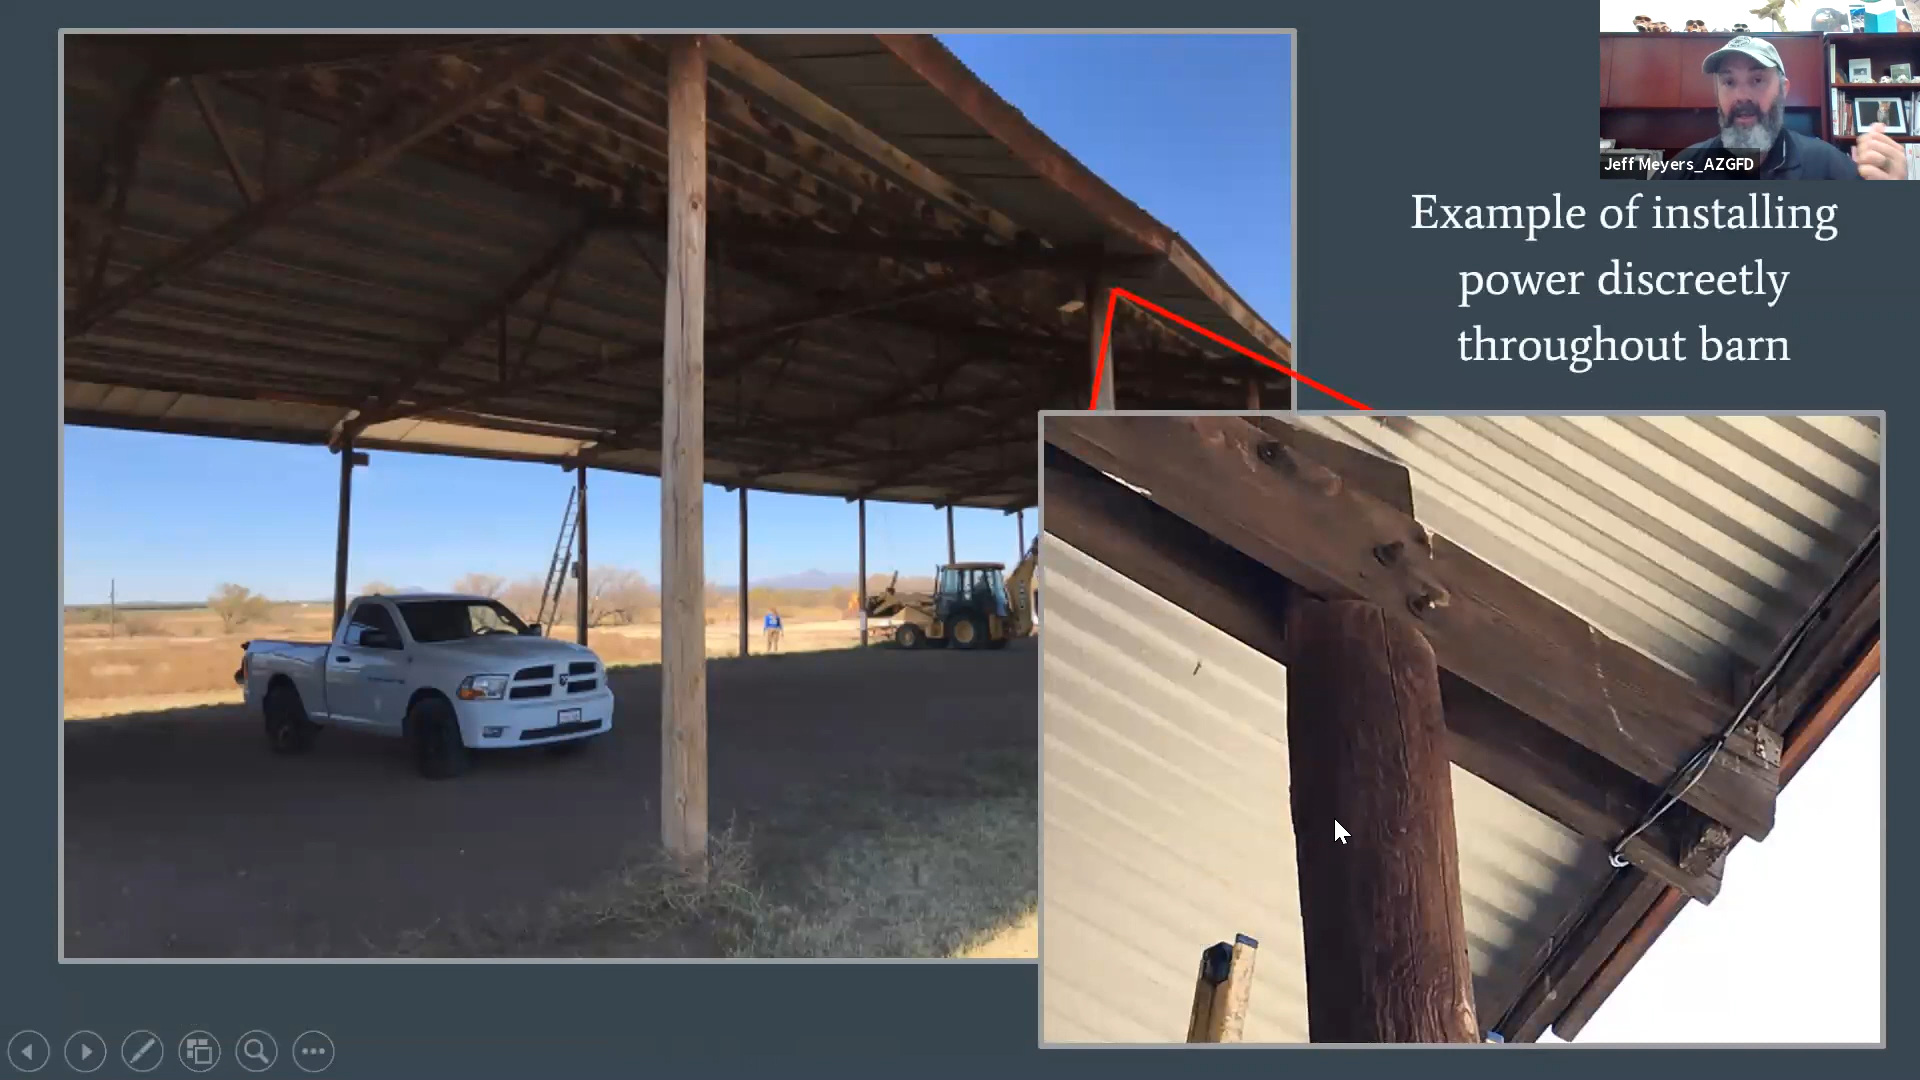 Jeff Meyers_AZGFD
Example of installing
power discreetly
throughout barn